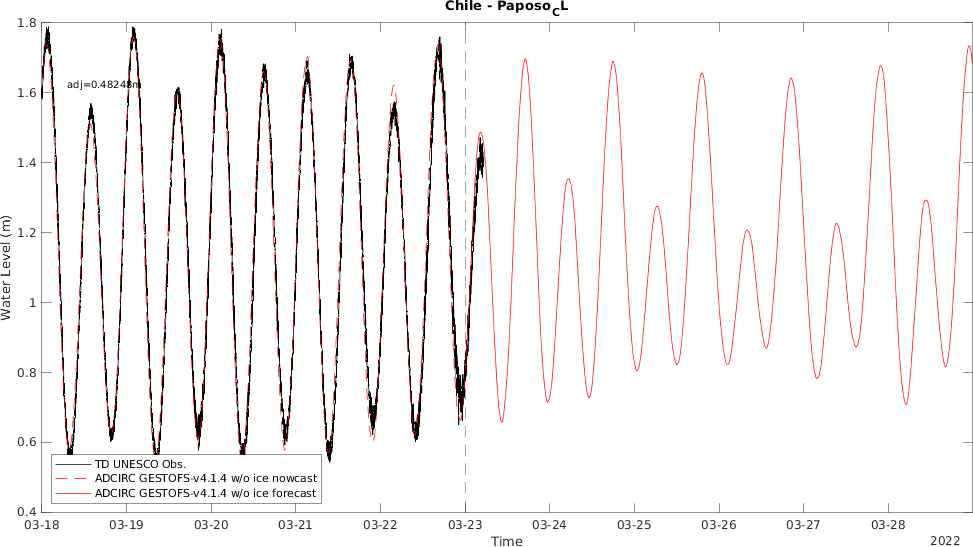 Chile - Paposo_CL
1.8
1.6
1.4
1.2
1
0.8
0.6
0.4
Water Level (m)
adj=0.48248m
TD UNESCO Obs.
ADCIRC GESTOFS-v4.1.4 w/o ice nowcast
ADCIRC GESTOFS-v4.1.4 w/o ice forecast
03-18 03-19 03-20 03-21 03-22 03-23 03-24 03-25 03-26 03-27 03-28
Time
2022